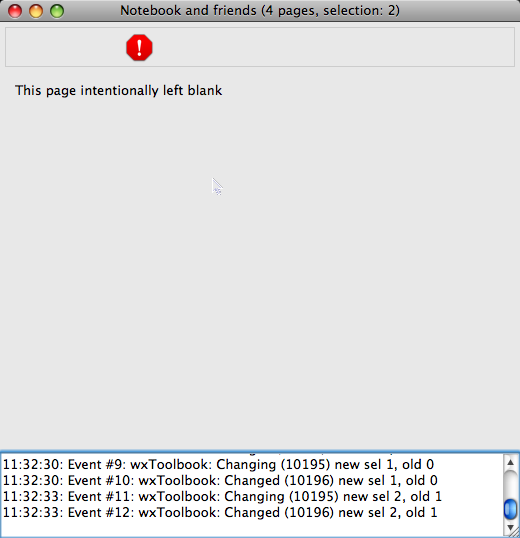 Notebook and friends (4 pages, selection: 2)
This page intentionally left blank
11:32:30: Event #9: wxToolbook: Changing (10195) new sel 1, old 0
11:32:30: Event #10: wxToolbook: Changed (10196) new sel 1, old 0
11:32:33: Event #11: wxToolbook: Changing (10195) new sel 2, old 1
11:32:33: Event #12: wxToolbook: Changed (10196) new sel 2, old 1